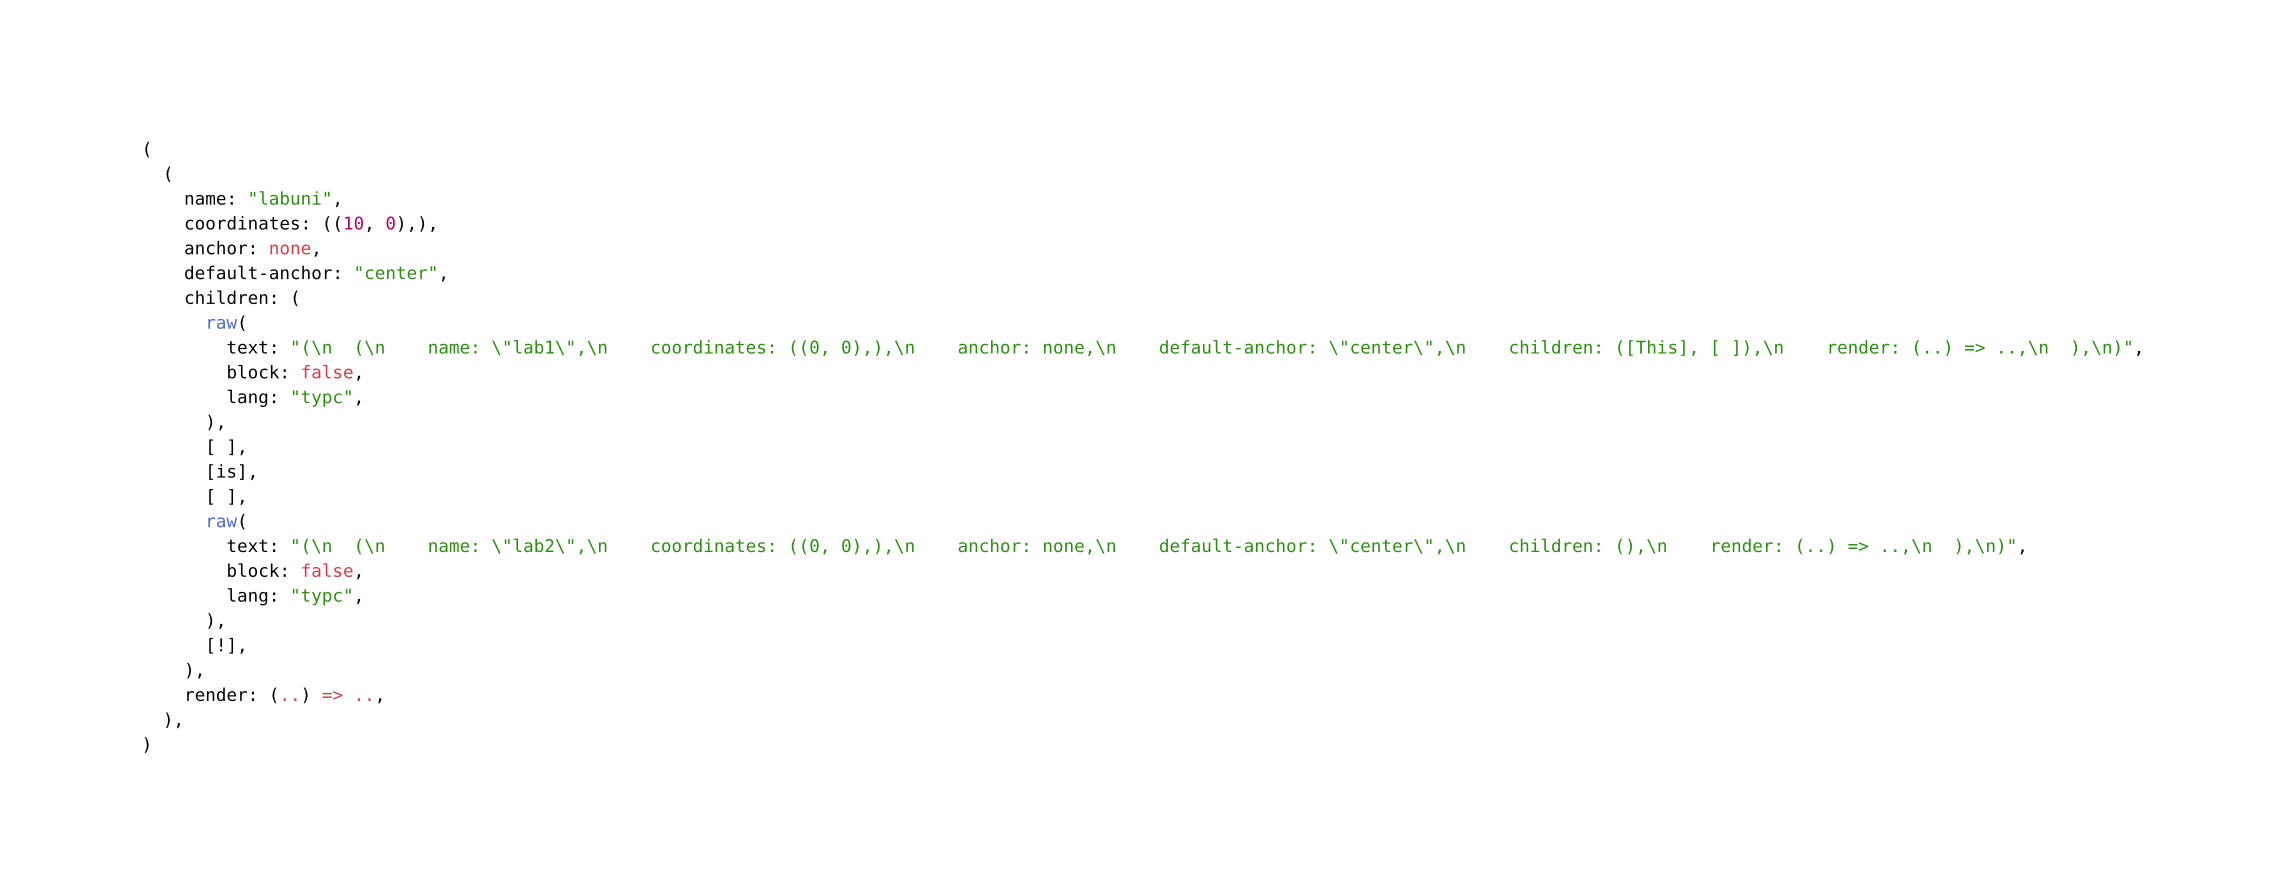 (
  (
    name: "labuni",
    coordinates: ((10, 0),),
    anchor: none,
    default-anchor: "center",
    children: (
      raw(
        text: "(\n  (\n    name: \"lab1\",\n    coordinates: ((0, 0),),\n    anchor: none,\n    default-anchor: \"center\",\n    children: ([This], [ ]),\n    render: (..) => ..,\n  ),\n)",
        block: false,
        lang: "typc",
      ),
      [ ],
      [is],
      [ ],
      raw(
        text: "(\n  (\n    name: \"lab2\",\n    coordinates: ((0, 0),),\n    anchor: none,\n    default-anchor: \"center\",\n    children: (),\n    render: (..) => ..,\n  ),\n)",
        block: false,
        lang: "typc",
      ),
      [!],
    ),
    render: (..) => ..,
  ),
)